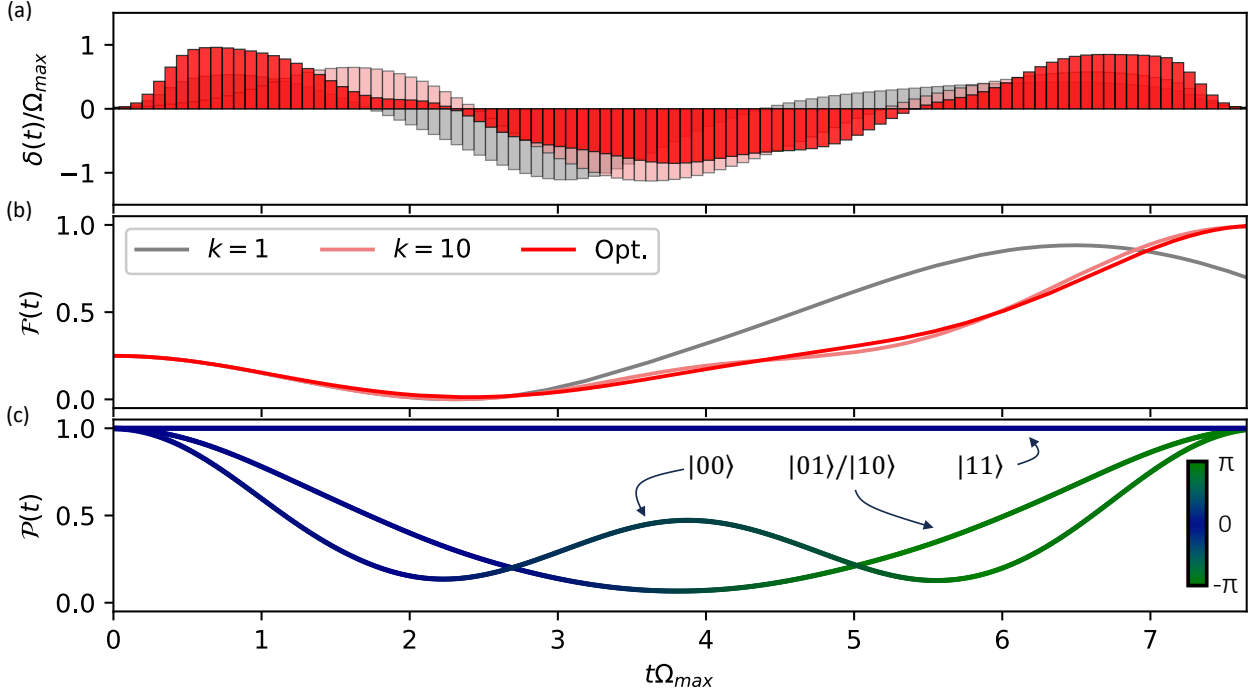 (a)
1
0
−1
δ(t)/Ω_max
(b)
1.0
0.5
0.0
ℱ(t)
k = 1 k = 10 Opt.
(c)
1.0
0.5
0.0
𝒫(t)
|00⟩ |01⟩/|10⟩ |11⟩
π
0
-π
0 1 2 3 4 5 6 7
tΩ_max